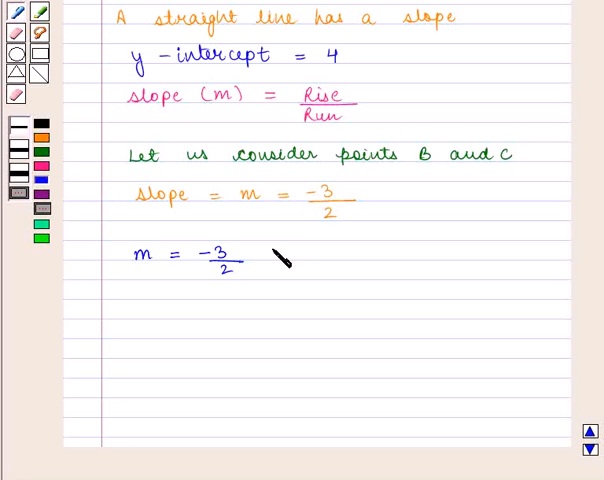 A straight line has a slope
y - intercept = 4
slope (m) = Rise/Run
Let us consider points B and C
slope = m = -3/2
m = -3/2